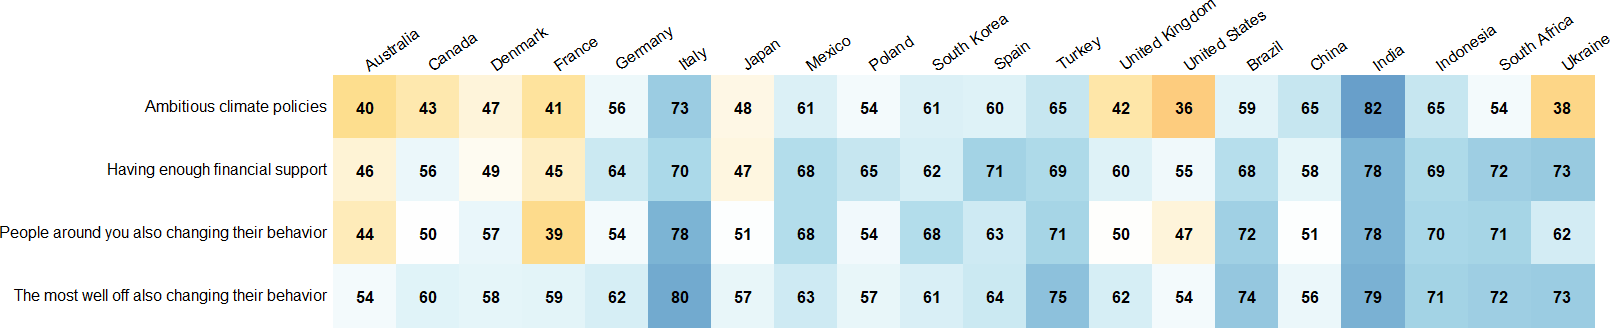 Australia Canada Denmark France Germany Italy Japan Mexico Poland South Korea Spain Turkey United Kingdom United States Brazil China India Indonesia South Africa Ukraine
Ambitious climate policies 40 43 47 41 56 73 48 61 54 61 60 65 42 36 59 65 82 65 54 38
Having enough financial support 46 56 49 45 64 70 47 68 65 62 71 69 60 55 68 58 78 69 72 73
People around you also changing their behavior 44 50 57 39 54 78 51 68 54 68 63 71 50 47 72 51 78 70 71 62
The most well off also changing their behavior 54 60 58 59 62 80 57 63 57 61 64 75 62 54 74 56 79 71 72 73